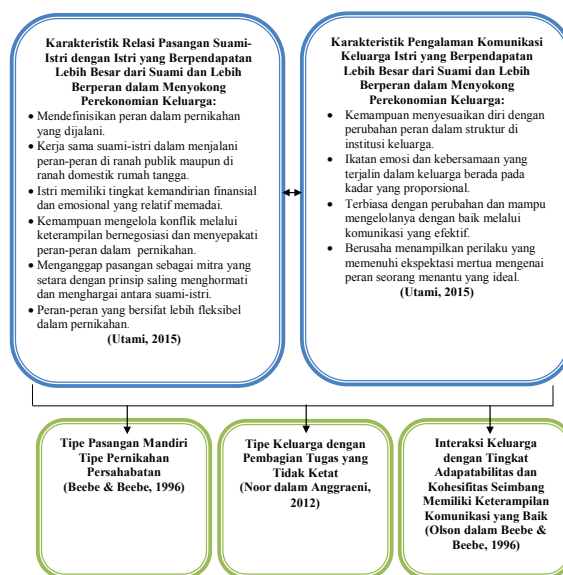 Karakteristik Relasi Pasangan Suami-
Istri dengan Istri yang Berpendapatan
Lebih Besar dari Suami dan Lebih
Berperan dalam Menyokong
Perekonomian Keluarga:
• Mendefinisikan peran dalam pernikahan
yang dijalani.
• Kerja sama suami-istri dalam menjalani
peran-peran di ranah publik maupun di
ranah domestik rumah tangga.
• Istri memiliki tingkat kemandirian finansial
dan emosional yang relatif memadai.
• Kemampuan mengelola konflik melalui
keterampilan bernegosiasi dan menyepakati
peran-peran dalam pernikahan.
• Menganggap pasangan sebagai mitra yang
setara dengan prinsip saling menghormati
dan menghargai antara suami-istri.
• Peran-peran yang bersifat lebih fleksibel
dalam pernikahan.
(Utami, 2015)
Karakteristik Pengalaman Komunikasi
Keluarga Istri yang Berpendapatan
Lebih Besar dari Suami dan Lebih
Berperan dalam Menyokong
Perekonomian Keluarga:
• Kemampuan menyesuaikan diri dengan
perubahan peran dalam struktur di
institusi keluarga.
• Ikatan emosi dan kebersamaan yang
terjalin dalam keluarga berada pada
kadar yang proporsional.
• Terbiasa dengan perubahan dan mampu
mengelolanya dengan baik melalui
komunikasi yang efektif.
• Berusaha menampilkan perilaku yang
memenuhi ekspektasi mertua mengenai
peran seorang menantu yang ideal.
(Utami, 2015)
Tipe Pasangan Mandiri
Tipe Pernikahan
Persahabatan
(Beebe & Beebe, 1996)
Tipe Keluarga dengan
Pembagian Tugas yang
Tidak Ketat
(Noor dalam Anggraeni,
2012)
Interaksi Keluarga
dengan Tingkat
Adapatabilitas dan
Kohesifitas Seimbang
Memiliki Keterampilan
Komunikasi yang Baik
(Olson dalam Beebe &
Beebe, 1996)